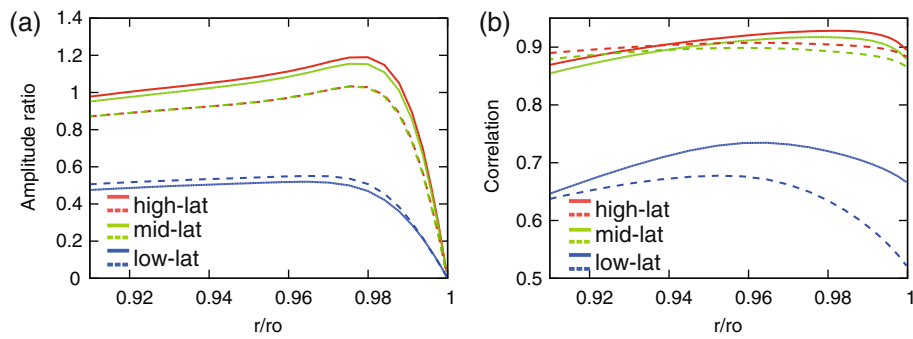 (a)
Amplitude ratio
1.4
1.2
1
0.8
0.6
0.4
0.2
0
high-lat
mid-lat
low-lat
0.92 0.94 0.96 0.98 1
r/ro
(b)
Correlation
0.9
0.8
0.7
0.6
0.5
high-lat
mid-lat
low-lat
0.92 0.94 0.96 0.98 1
r/ro